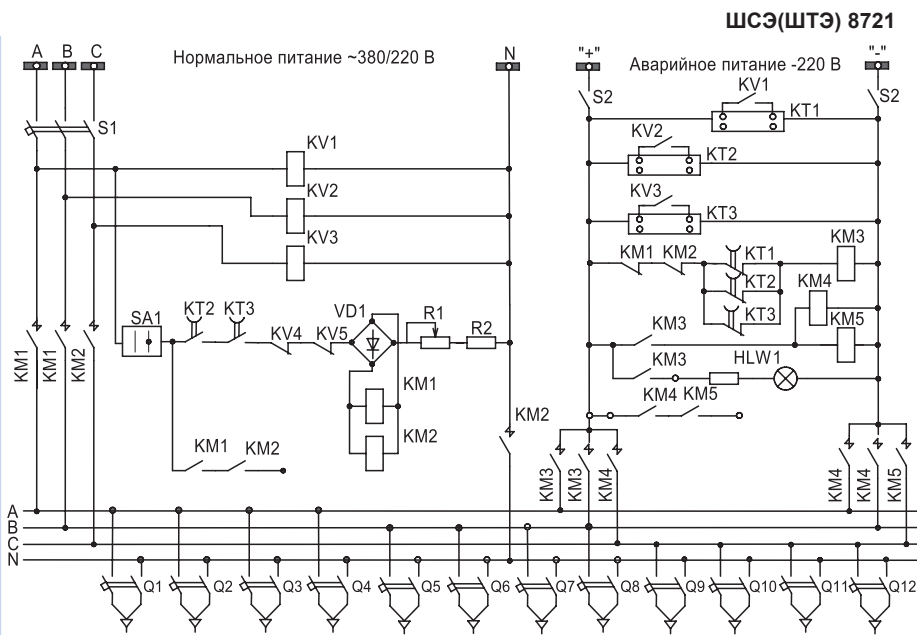 ШСЭ(ШТЭ) 8721
A B C Нормальное питание ~380/220 В N "+" Аварийное питание -220 В "-"
S2 S2
KV1
KT1
S1
KV1
KV2
KT2
KV2
KV3
KT3
KV3
KM1 KM2 KT1 KM3
KT2 KM4
KT3 KM5
SA1 KT2 KT3 KV4 KV5 VD1 R1 R2
KM3
KM3 HLW1
KM1 KM1 KM2
KM1
KM2
KM4 KM5
KM2
KM1 KM2
KM3 KM3 KM4 KM4 KM4 KM5
A
B
C
N
Q1 Q2 Q3 Q4 Q5 Q6 Q7 Q8 Q9 Q10 Q11 Q12